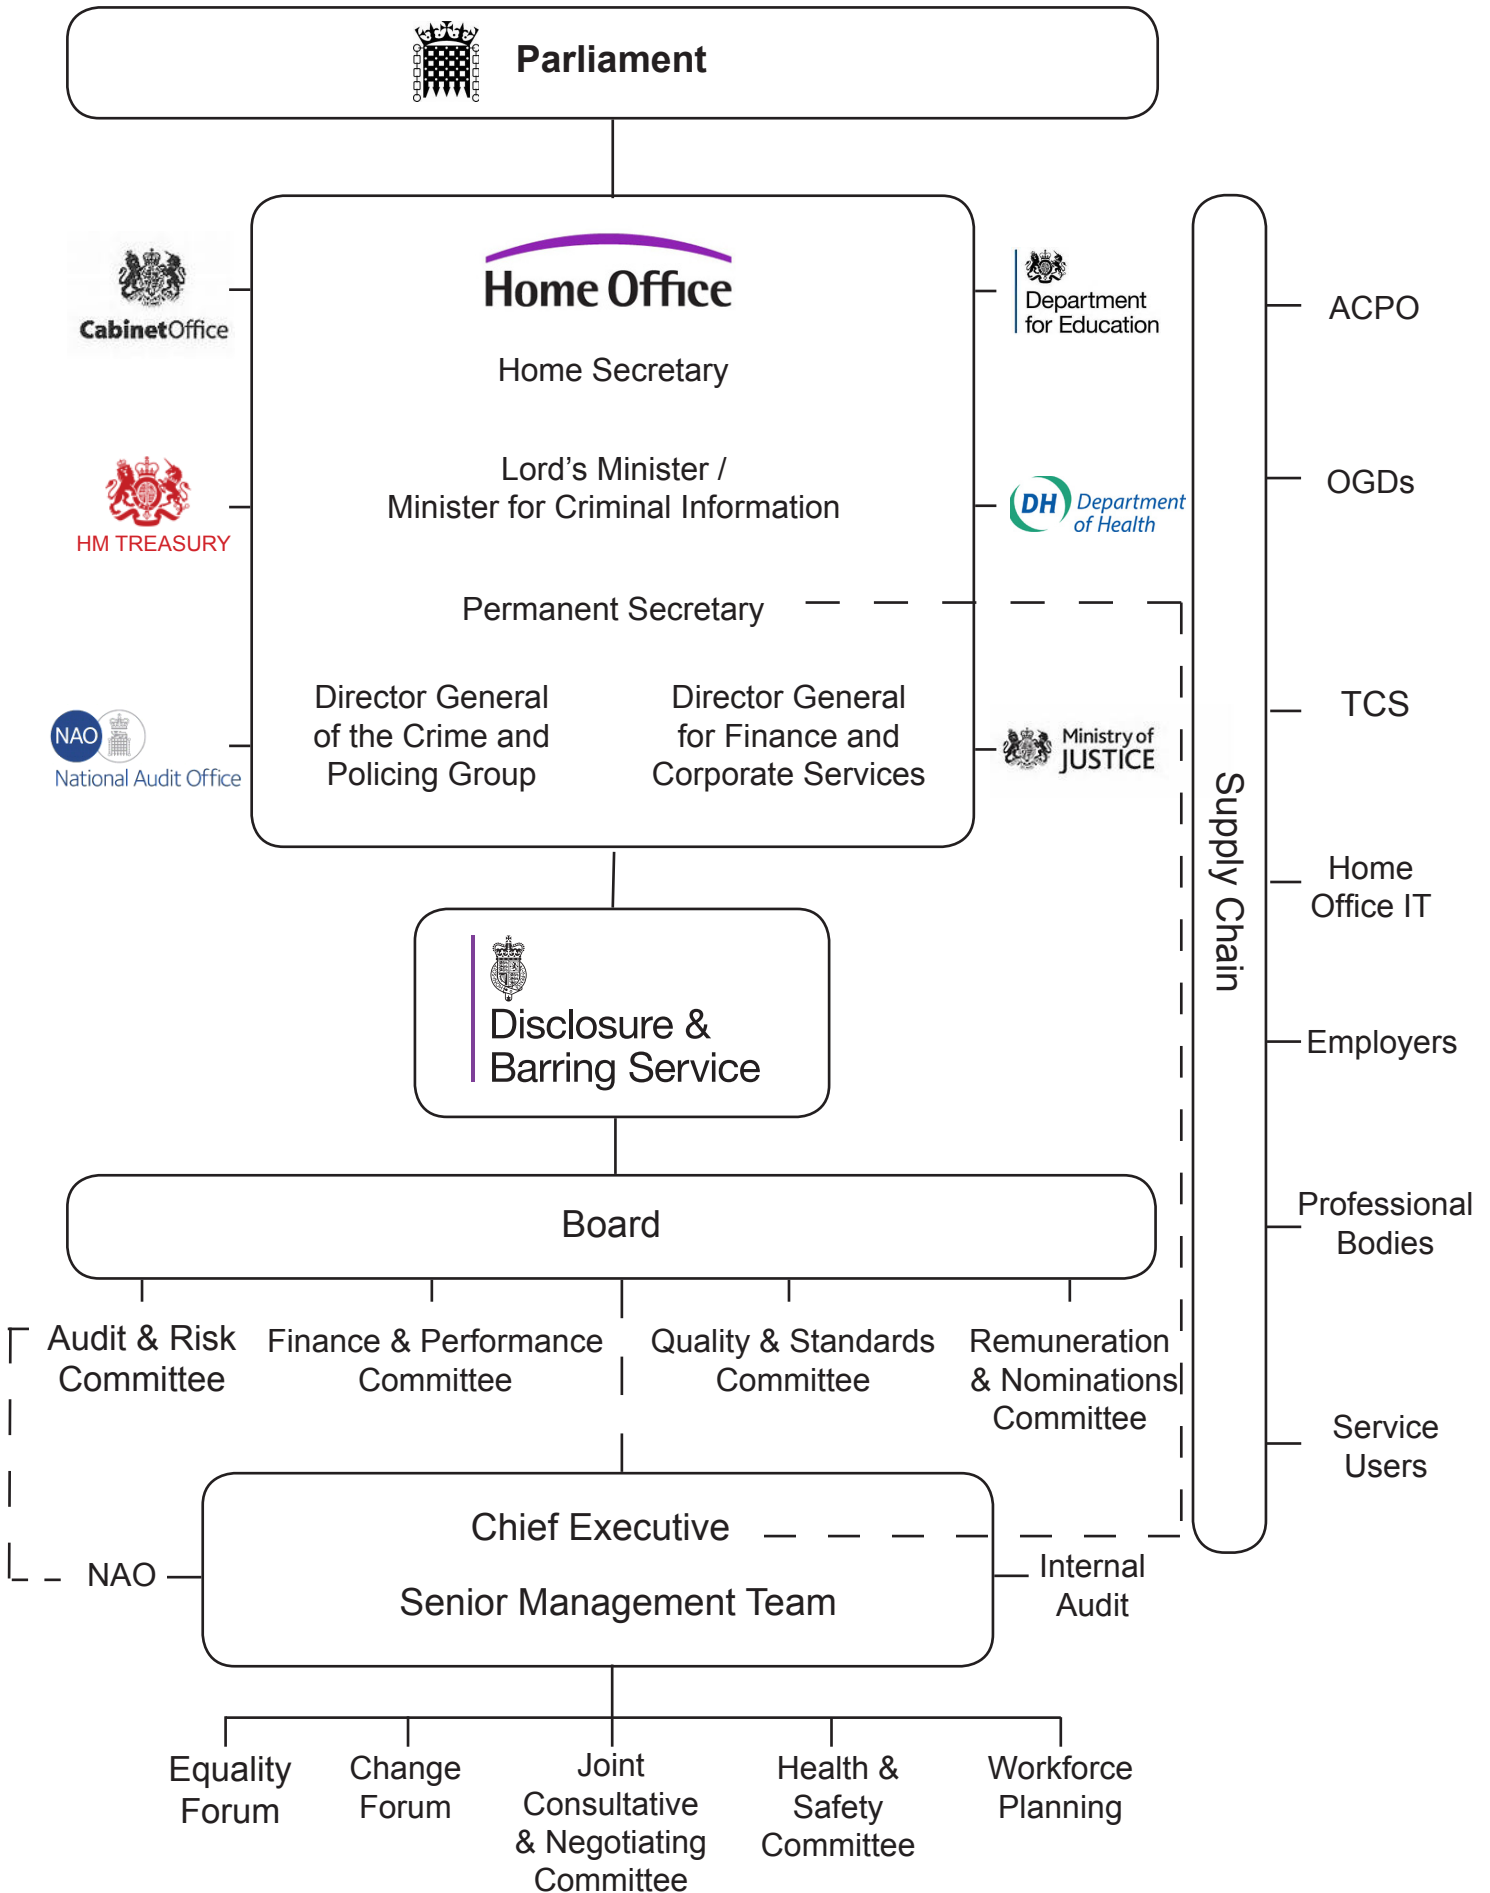 Parliament
Home Office
CabinetOffice
Department
for Education
Home Secretary
ACPO
Lord's Minister /
Minister for Criminal Information
HM TREASURY
DH Department
of Health
OGDs
Permanent Secretary
Director General
of the Crime and
Policing Group
Director General
for Finance and
Corporate Services
NAO
National Audit Office
Ministry of
JUSTICE
TCS
Supply Chain
Home
Office IT
Disclosure &
Barring Service
Employers
Board
Professional
Bodies
Audit & Risk
Committee
Finance & Performance
Committee
Quality & Standards
Committee
Remuneration
& Nominations
Committee
Service
Users
Chief Executive
Senior Management Team
NAO
Internal
Audit
Equality
Forum
Change
Forum
Joint
Consultative
& Negotiating
Committee
Health &
Safety
Committee
Workforce
Planning